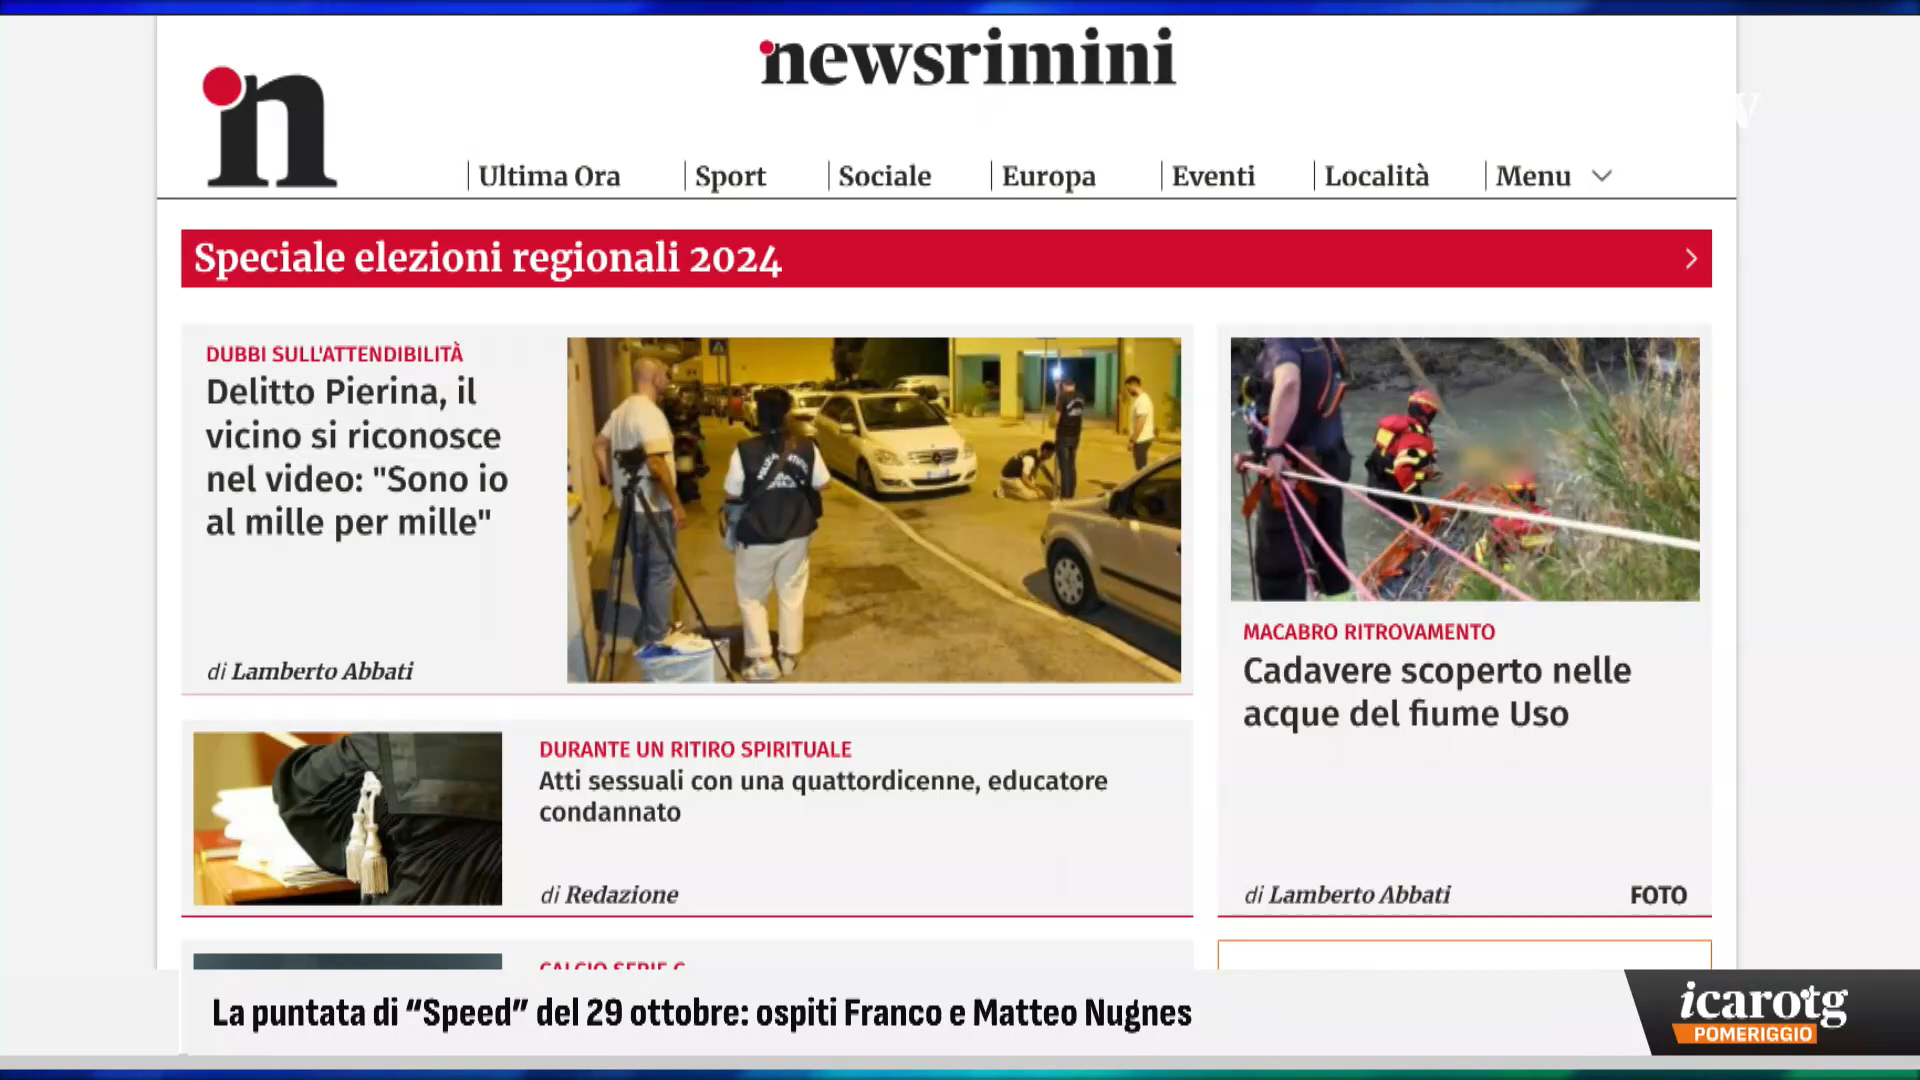 newsrimini
n
Ultima Ora
Sport
Sociale
Europa
Eventi
Località
Menu
Speciale elezioni regionali 2024
DUBBI SULL'ATTENDIBILITÀ
Delitto Pierina, il
vicino si riconosce
nel video: "Sono io
al mille per mille"
di Lamberto Abbati
MACABRO RITROVAMENTO
Cadavere scoperto nelle
acque del fiume Uso
di Lamberto Abbati
FOTO
DURANTE UN RITIRO SPIRITUALE
Atti sessuali con una quattordicenne, educatore
condannato
di Redazione
CALCIO SERIE C
La puntata di “Speed” del 29 ottobre: ospiti Franco e Matteo Nugnes
icarotg
POMERIGGIO